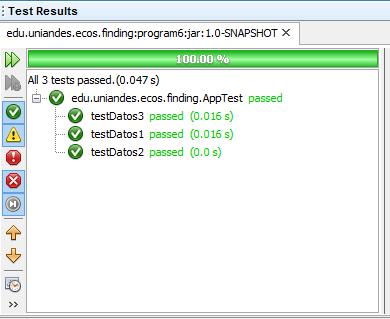 Test Results
edu.uniandes.ecos.finding:program6:jar:1.0-SNAPSHOT
100.00 %
All 3 tests passed.(0.047 s)
edu.uniandes.ecos.finding.AppTest passed
testDatos3 passed (0.016 s)
testDatos1 passed (0.016 s)
testDatos2 passed (0.0 s)